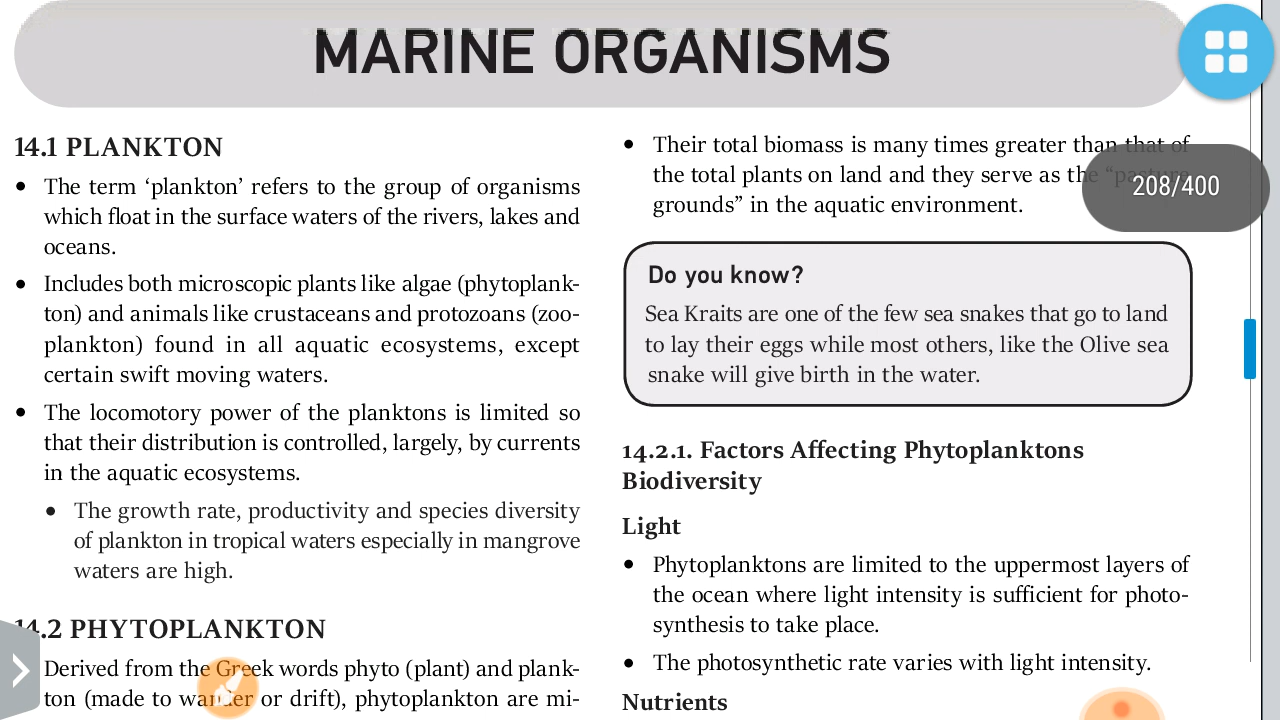 MARINE ORGANISMS
14.1 PLANKTON
• The term ‘plankton’ refers to the group of organisms
which float in the surface waters of the rivers, lakes and
oceans.
• Includes both microscopic plants like algae (phytoplank-
ton) and animals like crustaceans and protozoans (zoo-
plankton) found in all aquatic ecosystems, except
certain swift moving waters.
• The locomotory power of the planktons is limited so
that their distribution is controlled, largely, by currents
in the aquatic ecosystems.
• The growth rate, productivity and species diversity
of plankton in tropical waters especially in mangrove
waters are high.
14.2 PHYTOPLANKTON
Derived from the Greek words phyto (plant) and plank-
ton (made to wander or drift), phytoplankton are mi-
• Their total biomass is many times greater than that of
the total plants on land and they serve as the “pasture
grounds” in the aquatic environment.
208/400
Do you know?
Sea Kraits are one of the few sea snakes that go to land
to lay their eggs while most others, like the Olive sea
snake will give birth in the water.
14.2.1. Factors Affecting Phytoplanktons
Biodiversity
Light
• Phytoplanktons are limited to the uppermost layers of
the ocean where light intensity is sufficient for photo-
synthesis to take place.
• The photosynthetic rate varies with light intensity.
Nutrients